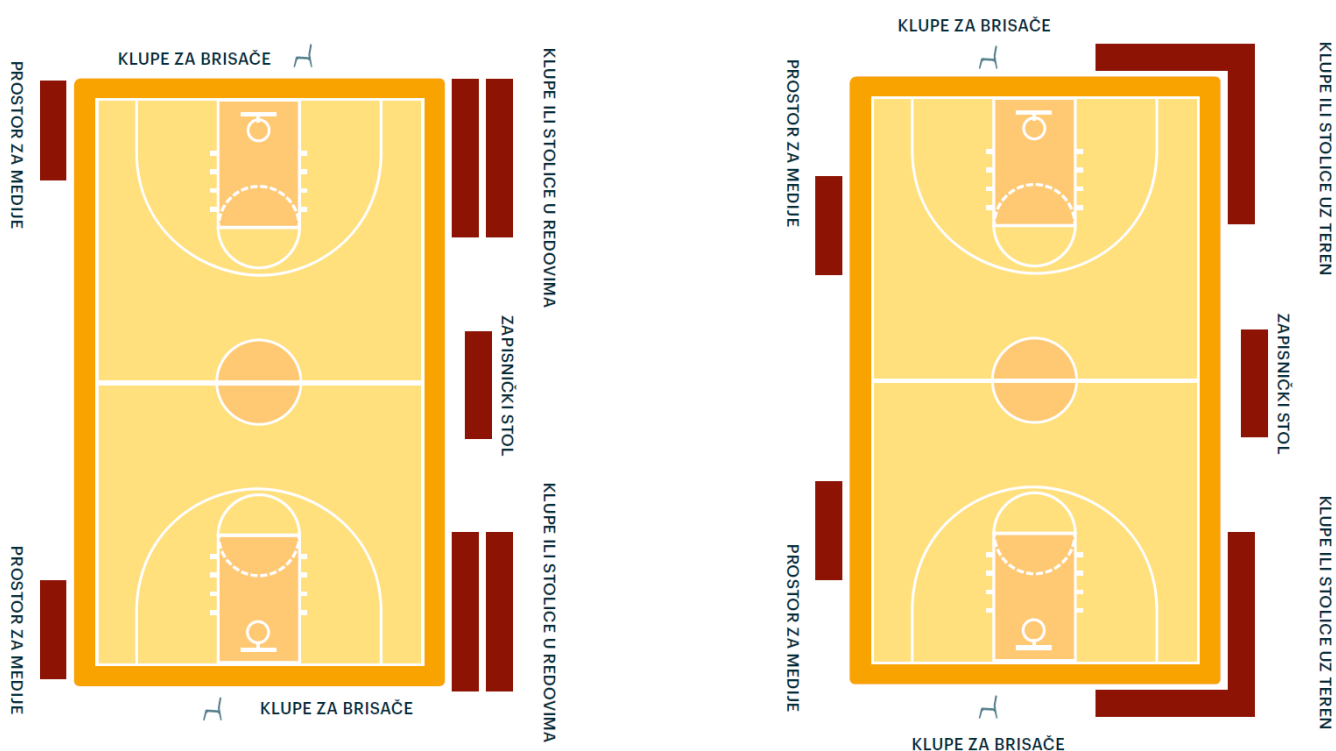 KLUPE ZA BRISAČE
PROSTOR ZA MEDIJE
KLUPE ILI STOLICE U REDOVIMA
ZAPISNIČKI STOL
PROSTOR ZA MEDIJE
KLUPE ILI STOLICE U REDOVIMA
KLUPE ZA BRISAČE
KLUPE ZA BRISAČE
PROSTOR ZA MEDIJE
KLUPE ILI STOLICE UZ TEREN
ZAPISNIČKI STOL
PROSTOR ZA MEDIJE
KLUPE ILI STOLICE UZ TEREN
KLUPE ZA BRISAČE